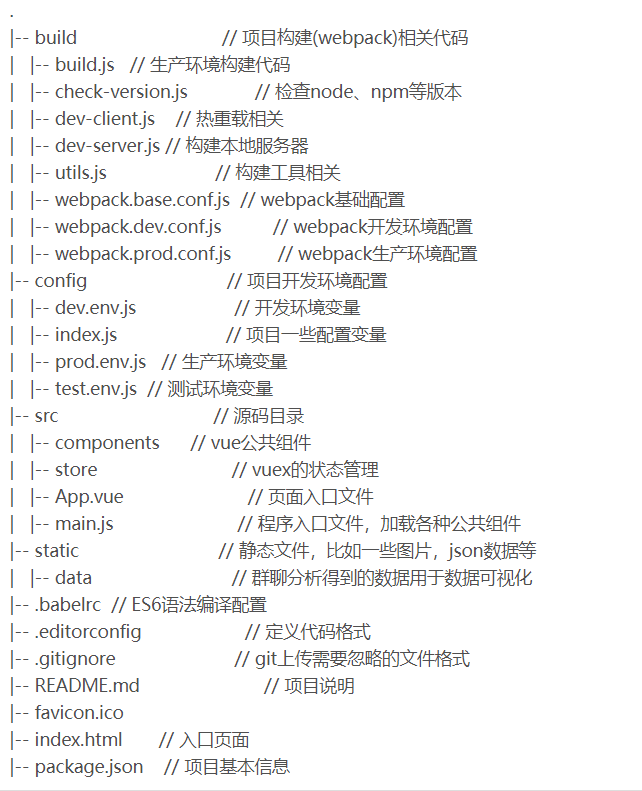 .
|-- build // 项目构建(webpack)相关代码
| |-- build.js // 生产环境构建代码
| |-- check-version.js // 检查node、npm等版本
| |-- dev-client.js // 热重载相关
| |-- dev-server.js // 构建本地服务器
| |-- utils.js // 构建工具相关
| |-- webpack.base.conf.js // webpack基础配置
| |-- webpack.dev.conf.js // webpack开发环境配置
| |-- webpack.prod.conf.js // webpack生产环境配置
|-- config // 项目开发环境配置
| |-- dev.env.js // 开发环境变量
| |-- index.js // 项目一些配置变量
| |-- prod.env.js // 生产环境变量
| |-- test.env.js // 测试环境变量
|-- src // 源码目录
| |-- components // vue公共组件
| |-- store // vuex的状态管理
| |-- App.vue // 页面入口文件
| |-- main.js // 程序入口文件，加载各种公共组件
|-- static // 静态文件，比如一些图片，json数据等
| |-- data // 群聊分析得到的数据用于数据可视化
|-- .babelrc // ES6语法编译配置
|-- .editorconfig // 定义代码格式
|-- .gitignore // git上传需要忽略的文件格式
|-- README.md // 项目说明
|-- favicon.ico
|-- index.html // 入口页面
|-- package.json // 项目基本信息